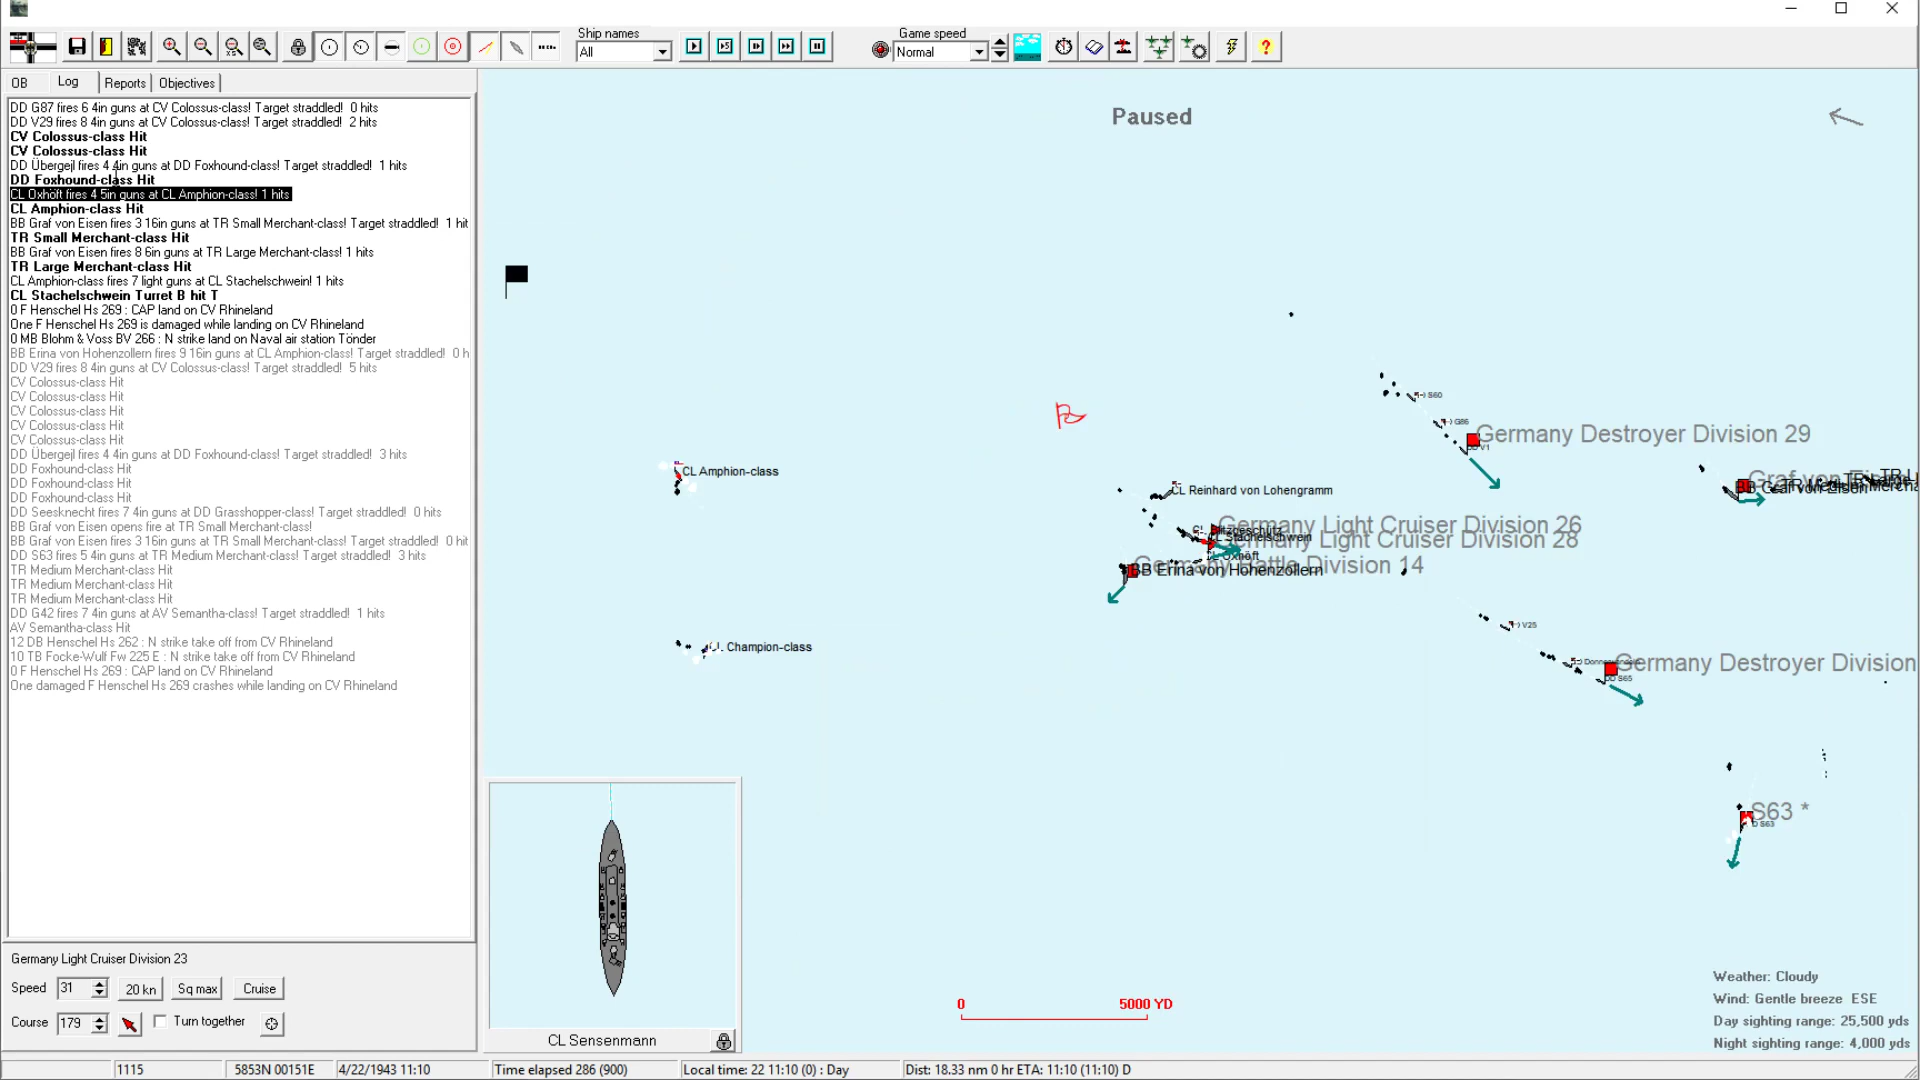 Ship names
All
Game speed
Normal
OB
Log
Reports
Objectives
DD G87 fires 6 4in guns at CV Colossus-class! Target straddled!  0 hits
DD V29 fires 8 4in guns at CV Colossus-class! Target straddled!  2 hits
CV Colossus-class Hit
CV Colossus-class Hit
DD Übergejl fires 4 4in guns at DD Foxhound-class! Target straddled!  1 hits
DD Foxhound-class Hit
CL Oxhöft fires 4 5in guns at CL Amphion-class! 1 hits
CL Amphion-class Hit
BB Graf von Eisen fires 3 16in guns at TR Small Merchant-class! Target straddled!  1 hit
TR Small Merchant-class Hit
BB Graf von Eisen fires 8 6in guns at TR Large Merchant-class! 1 hits
TR Large Merchant-class Hit
CL Amphion-class fires 7 light guns at CL Stachelschwein! 1 hits
CL Stachelschwein Turret B hit T
0 F Henschel Hs 269 : CAP land on CV Rhineland
One F Henschel Hs 269 is damaged while landing on CV Rhineland
0 MB Blohm & Voss BV 266 : N strike land on Naval air station Tönder
BB Erina von Hohenzollern fires 9 16in guns at CL Amphion-class! Target straddled!  0 h
DD V29 fires 8 4in guns at CV Colossus-class! Target straddled!  5 hits
CV Colossus-class Hit
CV Colossus-class Hit
CV Colossus-class Hit
CV Colossus-class Hit
CV Colossus-class Hit
DD Übergejl fires 4 4in guns at DD Foxhound-class! Target straddled!  3 hits
DD Foxhound-class Hit
DD Foxhound-class Hit
DD Foxhound-class Hit
DD Seesknecht fires 7 4in guns at DD Grasshopper-class! Target straddled!  0 hits
BB Graf von Eisen opens fire at TR Small Merchant-class!
BB Graf von Eisen fires 3 16in guns at TR Small Merchant-class! Target straddled!  0 hit
DD S63 fires 5 4in guns at TR Medium Merchant-class! Target straddled!  3 hits
TR Medium Merchant-class Hit
TR Medium Merchant-class Hit
TR Medium Merchant-class Hit
DD G42 fires 7 4in guns at AV Semantha-class! Target straddled!  1 hits
AV Semantha-class Hit
12 DB Henschel Hs 262 : N strike take off from CV Rhineland
10 TB Focke-Wulf Fw 225 E : N strike take off from CV Rhineland
0 F Henschel Hs 269 : CAP land on CV Rhineland
One damaged F Henschel Hs 269 crashes while landing on CV Rhineland
Germany Light Cruiser Division 23
Speed 31 20 kn Sq max Cruise
Course 179 Turn together
Paused
S60
G86
Germany Destroyer Division 29
DD V1
CL Amphion-class
CL Reinhard von Lohengramm
BB Graf von Eisen
Germany Light Cruiser Division 26
CL Stachelschwein
Germany Light Cruiser Division 28
CL Oxhöft
Germany Battle Division 14
BB Erina von Hohenzollern
V25
CL Champion-class
Germany Destroyer Division
DD S65
S63 *
DD S63
CL Sensenmann
0 5000 YD
Weather: Cloudy
Wind: Gentle breeze  ESE
Day sighting range: 25,500 yds
Night sighting range: 4,000 yds
1115
5853N 00151E
4/22/1943 11:10
Time elapsed 286 (900)
Local time: 22 11:10 (0) : Day
Dist: 18.33 nm 0 hr ETA: 11:10 (11:10) D